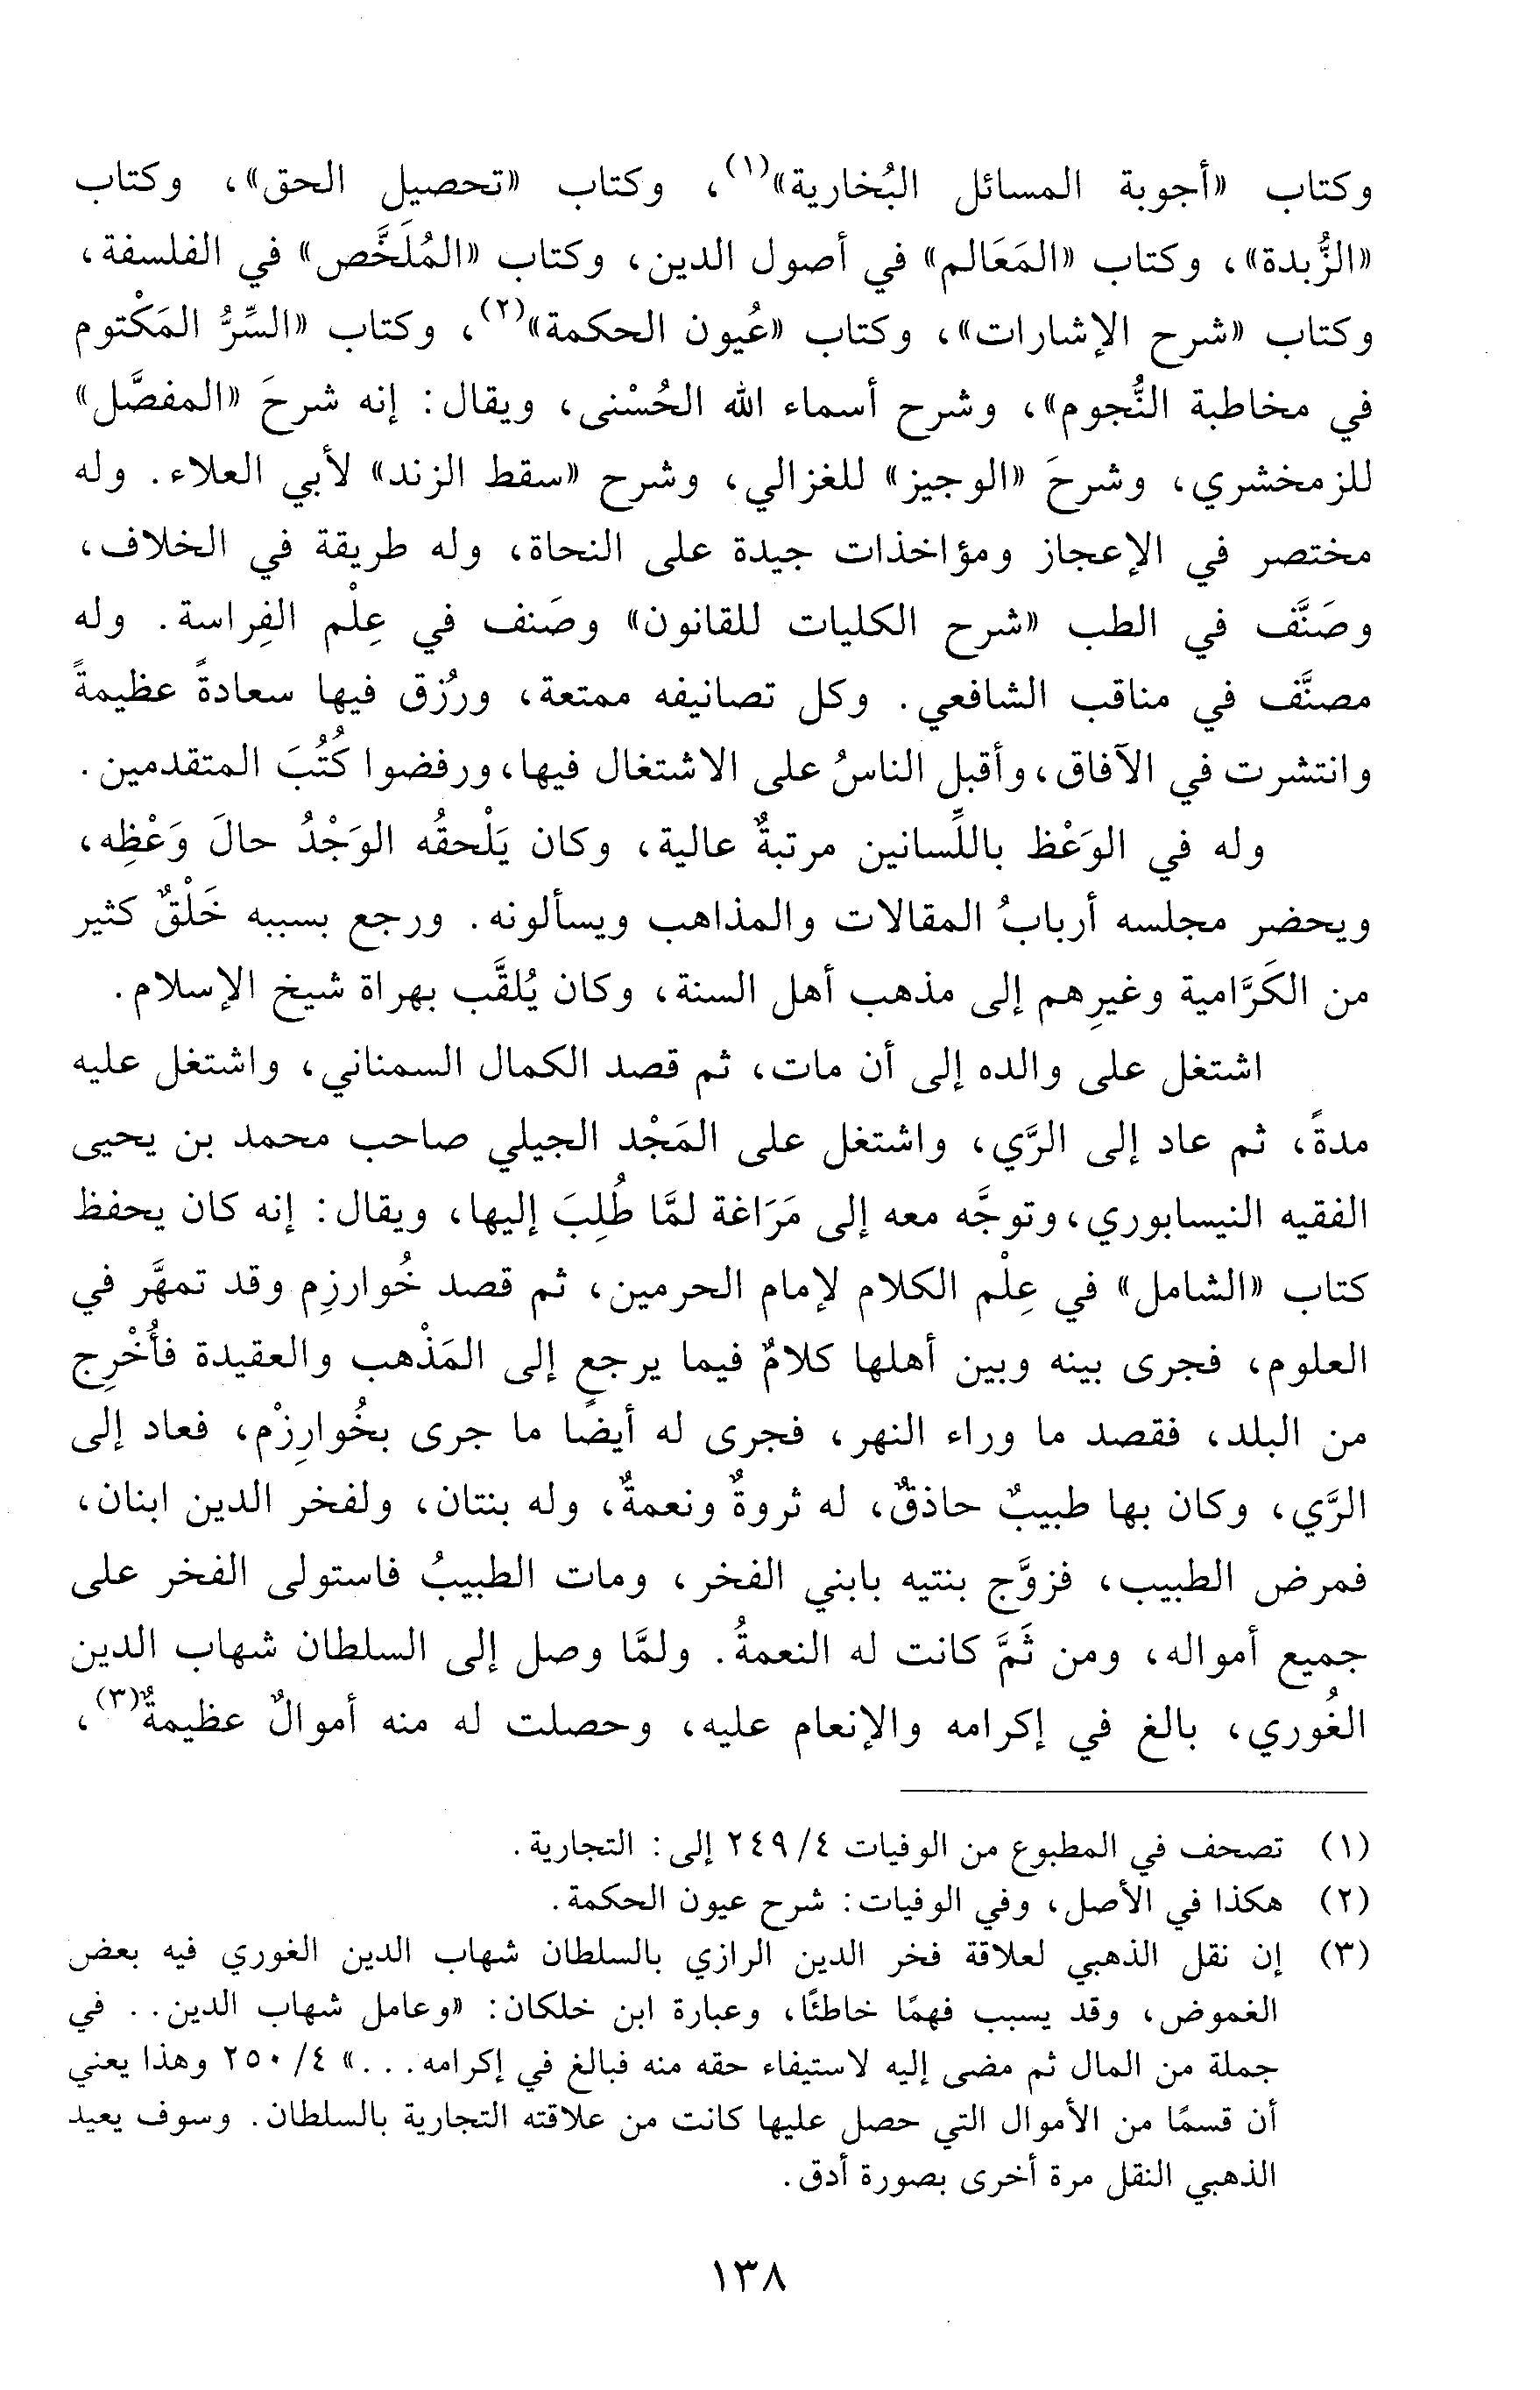 وكتاب «أجوبة المسائل البُخارية»(١)، وكتاب «تحصيل الحق»، وكتاب
«الزُّبدة»، وكتاب «المَعَالم» في أصول الدين، وكتاب «المُلَخَّص» في الفلسفة،
وكتاب «شرح الإشارات»، وكتاب «عُيون الحكمة»(٢)، وكتاب «السِّرُّ المَكْتوم
في مخاطبة النُّجوم»، وشرح أسماء الله الحُسْنى، ويقال: إنه شرحَ «المفصَّل»
للزمخشري، وشرحَ «الوجيز» للغزالي، وشرح «سقط الزند» لأبي العلاء. وله
مختصر في الإعجاز ومؤاخذات جيدة على النحاة، وله طريقة في الخلاف،
وصَنَّف في الطب «شرح الكليات للقانون» وصَنف في عِلْم الفِراسة. وله
مصنَّف في مناقب الشافعي. وكل تصانيفه ممتعة، ورُزق فيها سعادةً عظيمةً
وانتشرت في الآفاق، وأقبل الناسُ على الاشتغال فيها، ورفضوا كُتُبَ المتقدمين.
وله في الوَعْظ باللِّسانين مرتبةٌ عالية، وكان يَلْحقُه الوَجْدُ حالَ وَعْظِه،
ويحضر مجلسه أربابُ المقالات والمذاهب ويسألونه. ورجع بسببه خَلْقٌ كثير
من الكَرَّامية وغيرِهم إلى مذهب أهل السنة، وكان يُلقَّب بهراة شيخ الإسلام.
اشتغل على والده إلى أن مات، ثم قصد الكمال السمناني، واشتغل عليه
مدةً، ثم عاد إلى الرَّي، واشتغل على المَجْد الجيلي صاحب محمد بن يحيى
الفقيه النيسابوري، وتوجَّه معه إلى مَرَاغة لمَّا طُلِبَ إليها، ويقال: إنه كان يحفظ
كتاب «الشامل» في عِلْم الكلام لإمام الحرمين، ثم قصد خُوارزِم وقد تمهَّر في
العلوم، فجرى بينه وبين أهلها كلامٌ فيما يرجع إلى المَذْهب والعقيدة فأُخْرِج
من البلد، فقصد ما وراء النهر، فجرى له أيضًا ما جرى بخُوارِزْم، فعاد إلى
الرَّي، وكان بها طبيبٌ حاذقٌ، له ثروةٌ ونعمةٌ، وله بنتان، ولفخر الدين ابنان،
فمرض الطبيب، فزوَّج بنتيه بابني الفخر، ومات الطبيبُ فاستولى الفخر على
جميع أمواله، ومن ثَمَّ كانت له النعمةُ. ولمَّا وصل إلى السلطان شهاب الدين
الغُوري، بالغ في إكرامه والإنعام عليه، وحصلت له منه أموالٌ عظيمةٌ(٣)،
(١) تصحف في المطبوع من الوفيات ٤/ ٢٤٩ إلى: التجارية.
(٢) هكذا في الأصل، وفي الوفيات: شرح عيون الحكمة.
(٣) إن نقل الذهبي لعلاقة فخر الدين الرازي بالسلطان شهاب الدين الغوري فيه بعض
الغموض، وقد يسبب فهمًا خاطئًا، وعبارة ابن خلكان: «وعامل شهاب الدين.. في
جملة من المال ثم مضى إليه لاستيفاء حقه منه فبالغ في إكرامه...» ٤/ ٢٥٠ وهذا يعني
أن قسمًا من الأموال التي حصل عليها كانت من علاقته التجارية بالسلطان. وسوف يعيد
الذهبي النقل مرة أخرى بصورة أدق.
١٣٨